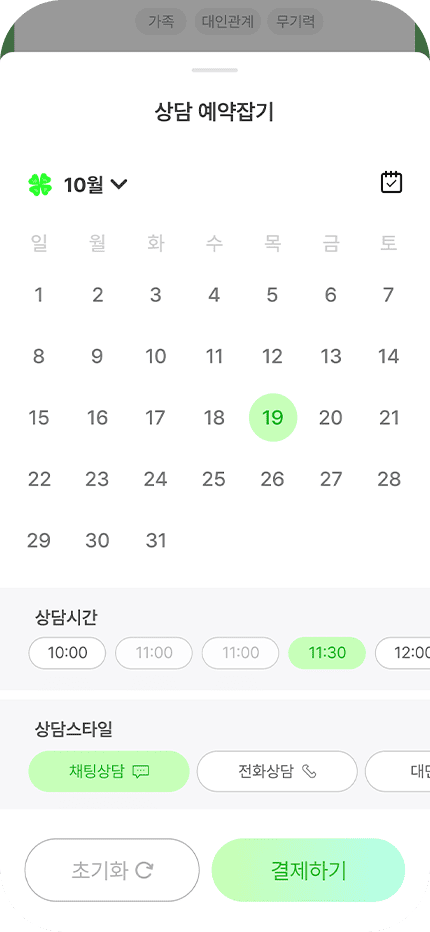 가족 대인관계 무기력
상담 예약잡기
10월
일 월 화 수 목 금 토
1 2 3 4 5 6 7
8 9 10 11 12 13 14
15 16 17 18 19 20 21
22 23 24 25 26 27 28
29 30 31
상담시간
10:00 11:00 11:00 11:30 12:00
상담스타일
채팅상담 전화상담
초기화 결제하기